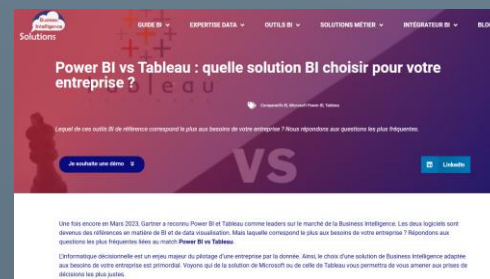 Business
Intelligence
Solutions
GUIDE BI
EXPERTISE DATA
OUTILS BI
SOLUTIONS MÉTIER
INTÉGRATEUR BI
BLOG
Power BI vs Tableau : quelle solution BI choisir pour votre
entreprise ?
tableau
Comparatifs BI, Microsoft Power BI, Tableau
Lequel de ces outils BI de référence correspond le plus aux besoins de votre entreprise ? Nous répondons aux questions les plus fréquentes.
VS
Je souhaite une démo
LinkedIn
Une fois encore en Mars 2023, Gartner a reconnu Power BI et Tableau comme leaders sur le marché de la Business Intelligence. Les deux logiciels sont
devenus des références en matière de BI et de data visualisation. Mais laquelle correspond le plus aux besoins de votre entreprise ? Répondons aux
questions les plus fréquentes liées au match Power BI vs Tableau.
L'informatique décisionnelle est un enjeu majeur du pilotage d'une entreprise par la donnée. Ainsi, le choix d'une solution de Business Intelligence adaptée
aux besoins de votre entreprise est primordial. Voyons qui de la solution de Microsoft ou de celle de Tableau vous permettra de vous amener aux prises de
décisions les plus justes.